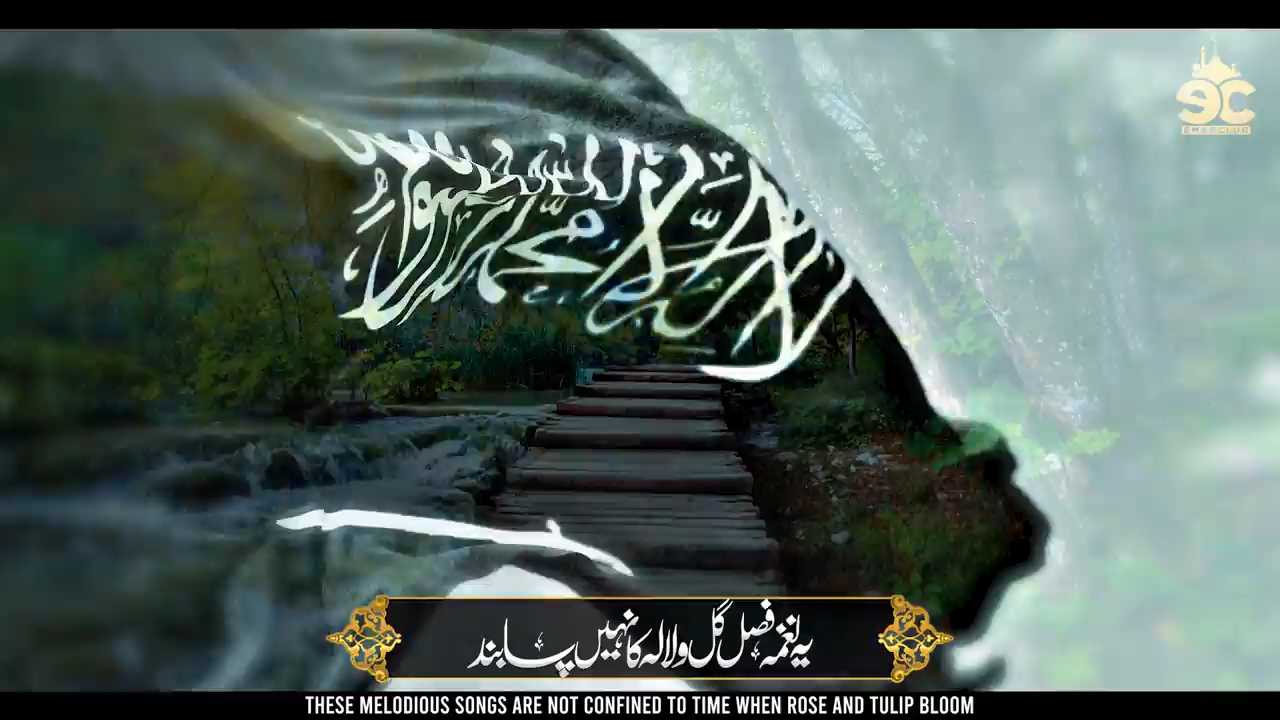 EMAECLUB
لا إله إلا الله محمد رسول الله
یہ نغمہ فصل گل و لالہ کا نہیں پابند
THESE MELODIOUS SONGS ARE NOT CONFINED TO TIME WHEN ROSE AND TULIP BLOOM